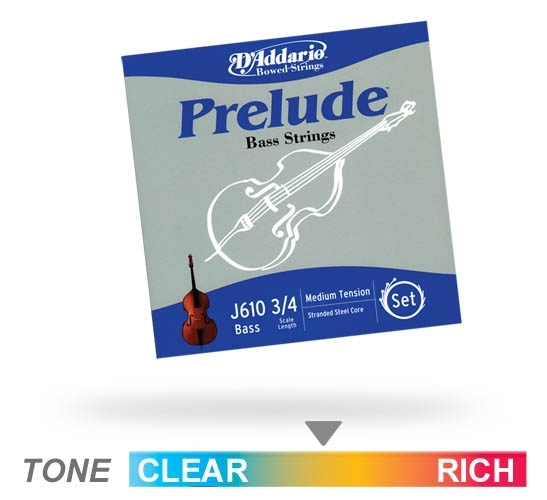 D'Addario
Bowed-Strings
Prelude
Bass Strings
J610 3/4
Bass
Scale
Length
Medium Tension
Stranded Steel Core
Set
TONE CLEAR RICH